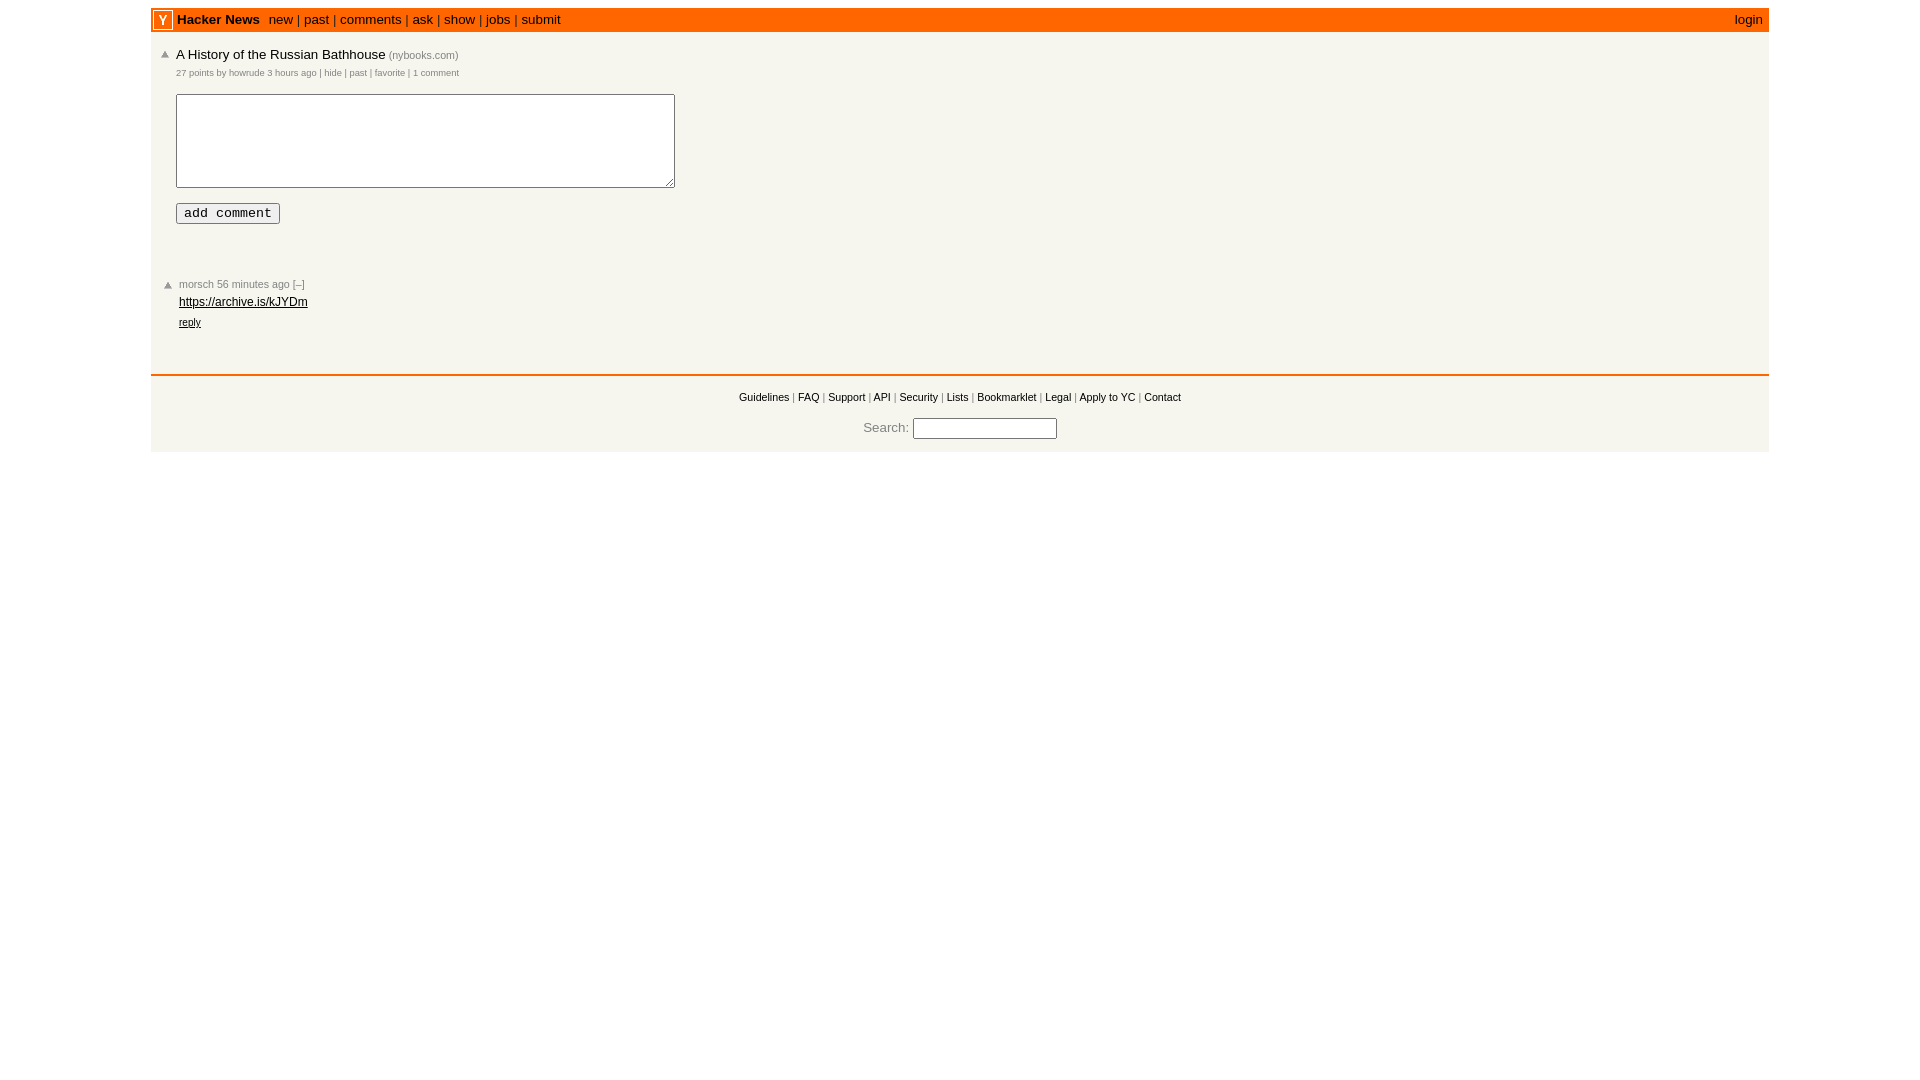 Y Hacker News new | past | comments | ask | show | jobs | submit login
A History of the Russian Bathhouse (nybooks.com)
27 points by howrude 3 hours ago | hide | past | favorite | 1 comment
add comment
morsch 56 minutes ago [–]
https://archive.is/kJYDm
reply
Guidelines | FAQ | Support | API | Security | Lists | Bookmarklet | Legal | Apply to YC | Contact
Search: